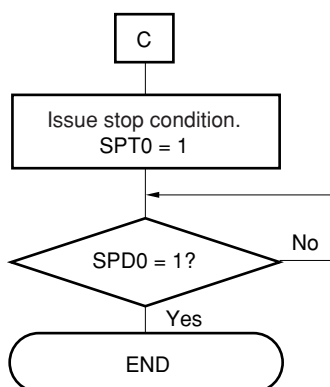 C
Issue stop condition.
SPT0 = 1
SPD0 = 1?
No
Yes
END